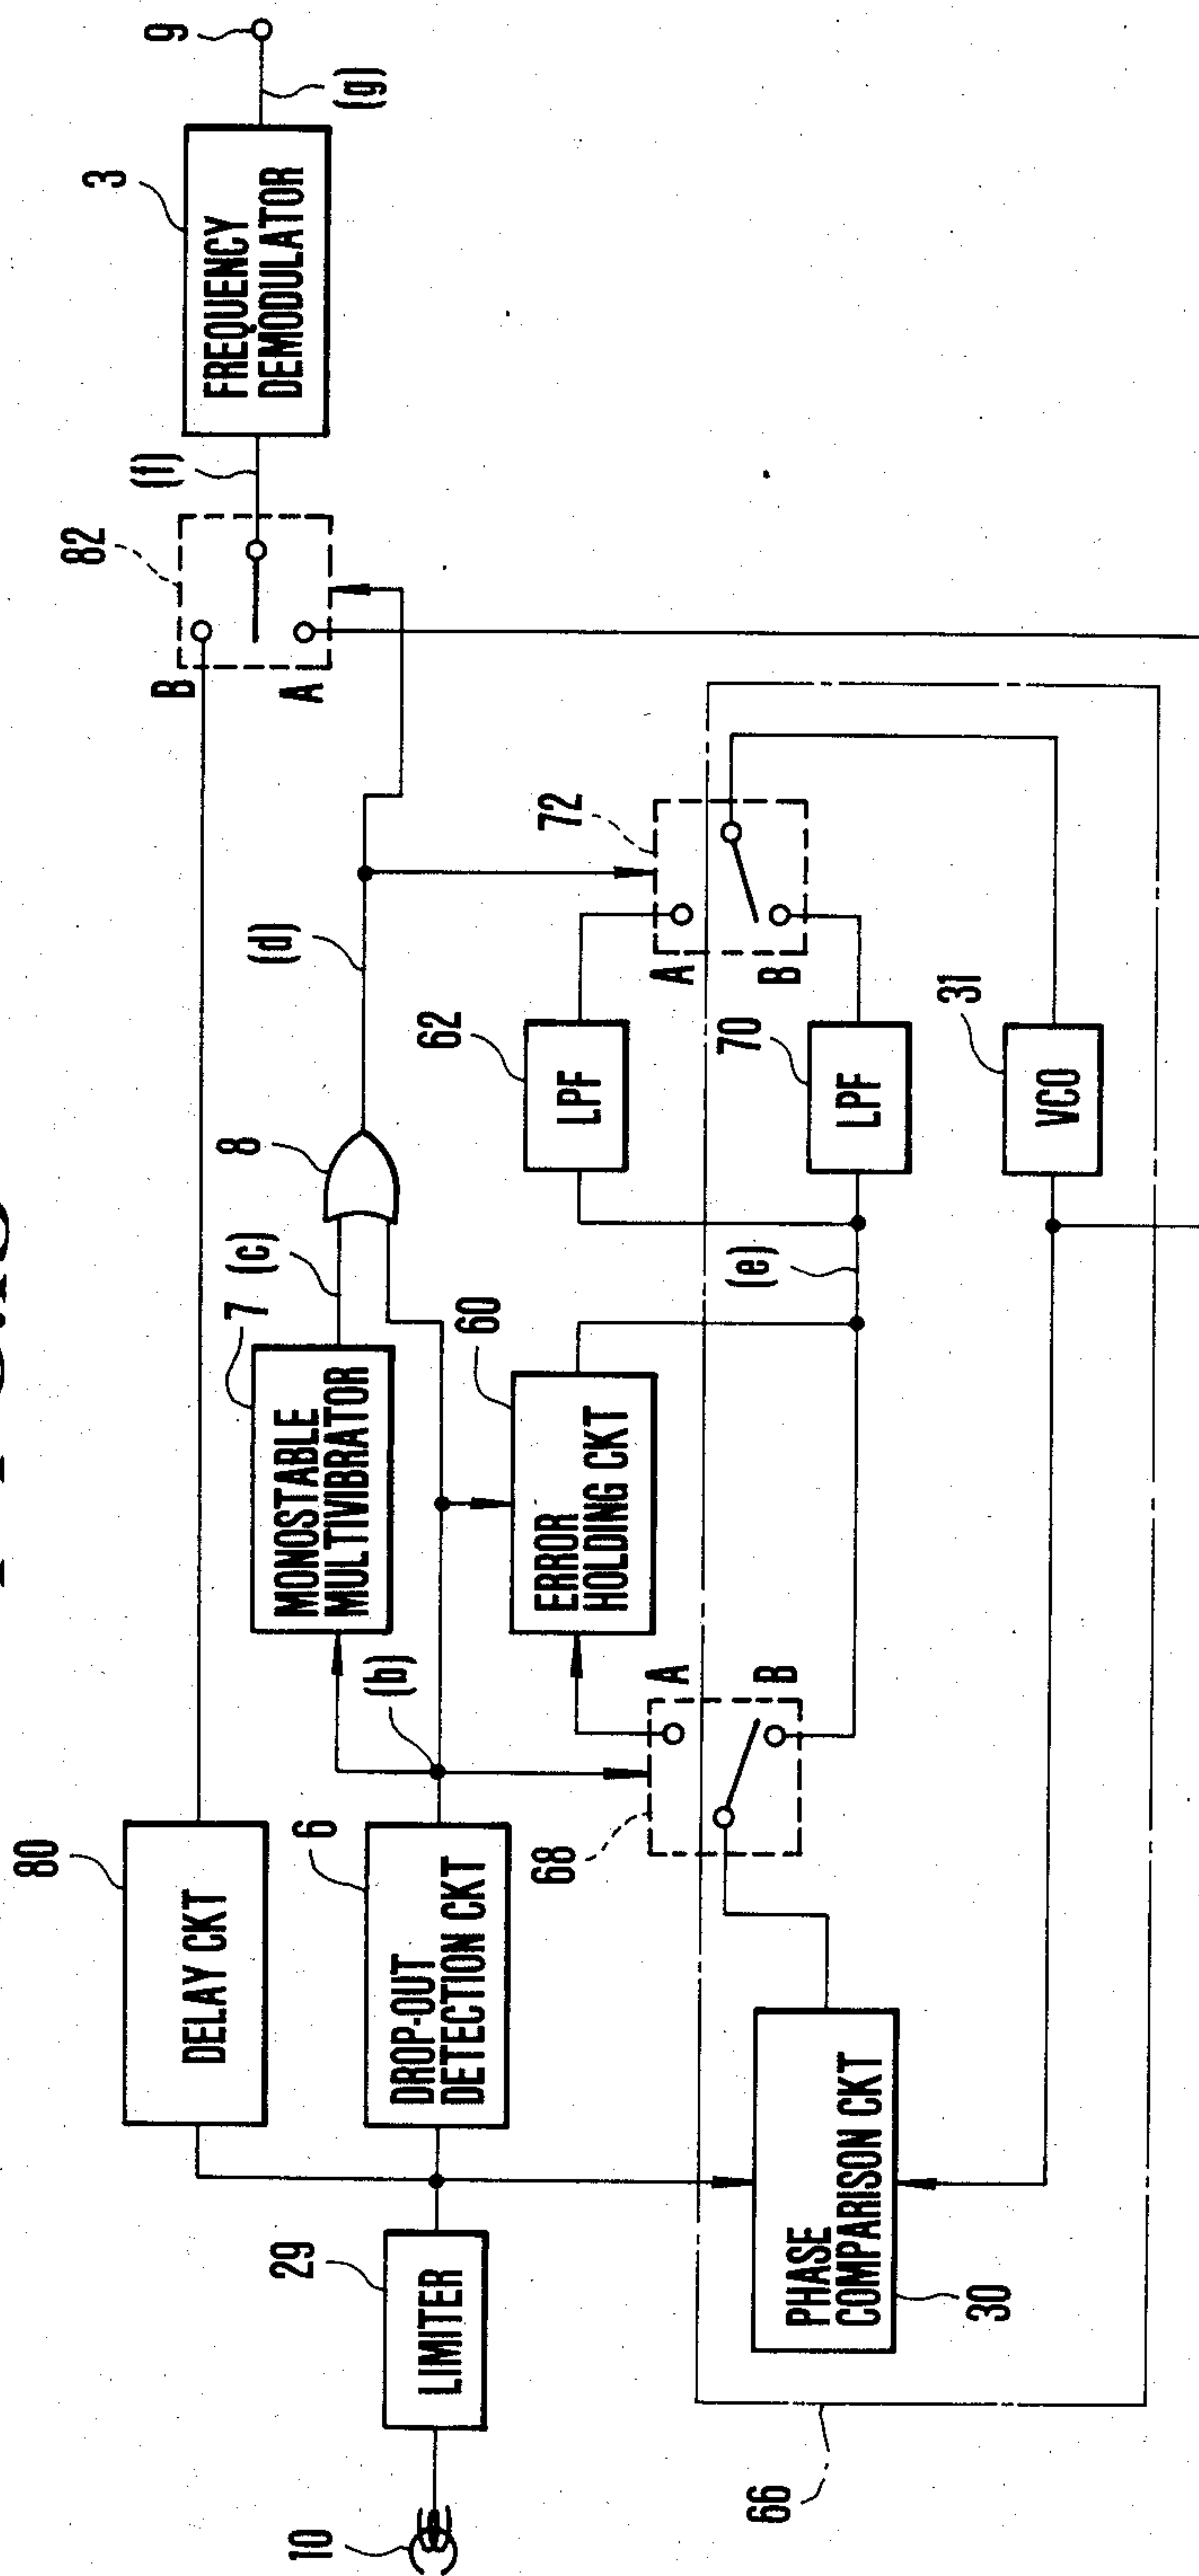 9
(g)
3
FREQUENCY
DEMODULATOR
(f)
82
B
A
72
A
B
(d)
62
LPF
70
LPF
31
VCO
8
(c)
7
MONOSTABLE
MULTIVIBRATOR
60
ERROR
HOLDING CKT
(e)
(b)
A
B
68
80
DELAY CKT
6
DROP-OUT
DETECTION CKT
29
LIMITER
PHASE
COMPARISON CKT
30
66
10